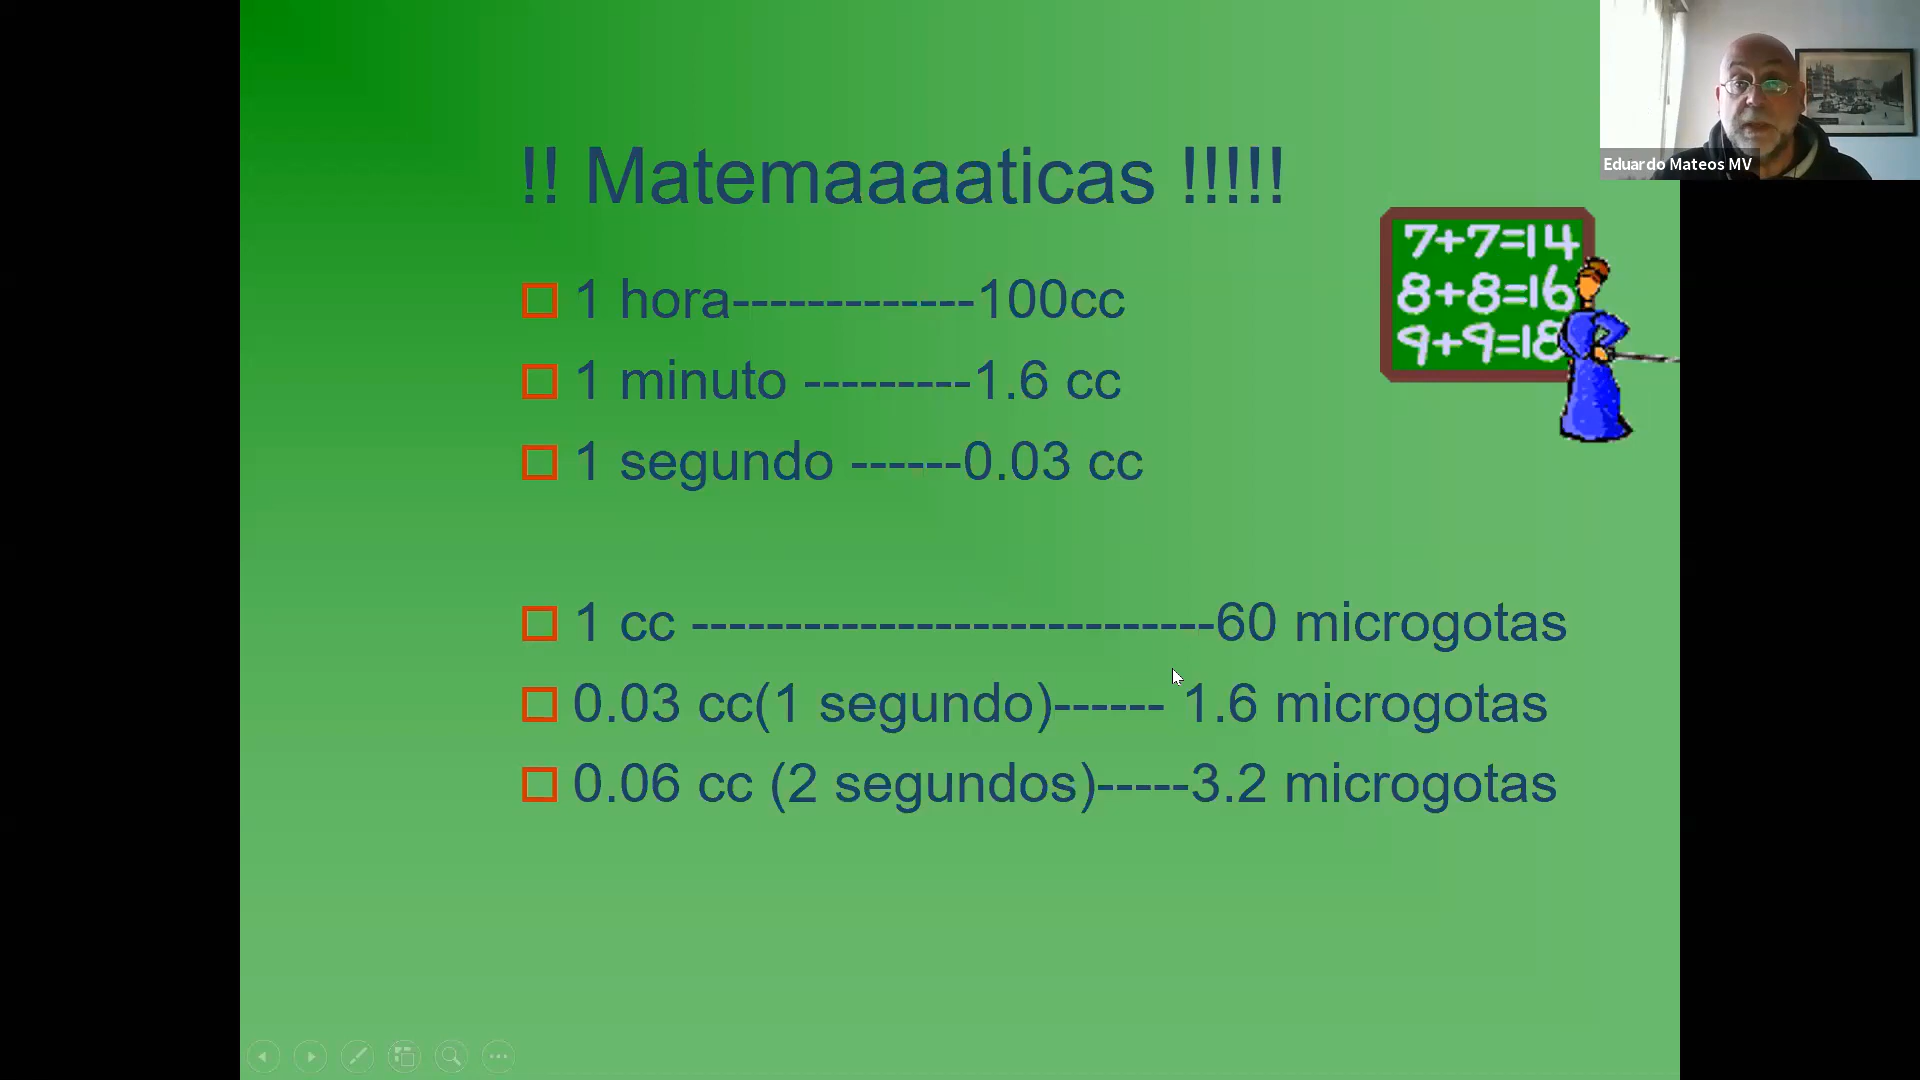 !! Matemaaaaticas !!!!!
1 hora-------------100cc
1 minuto ---------1.6 cc
1 segundo ------0.03 cc
1 cc ----------------------------60 microgotas
0.03 cc(1 segundo)------ 1.6 microgotas
0.06 cc (2 segundos)-----3.2 microgotas
7+7=14
8+8=16
9+9=18
Eduardo Mateos MV